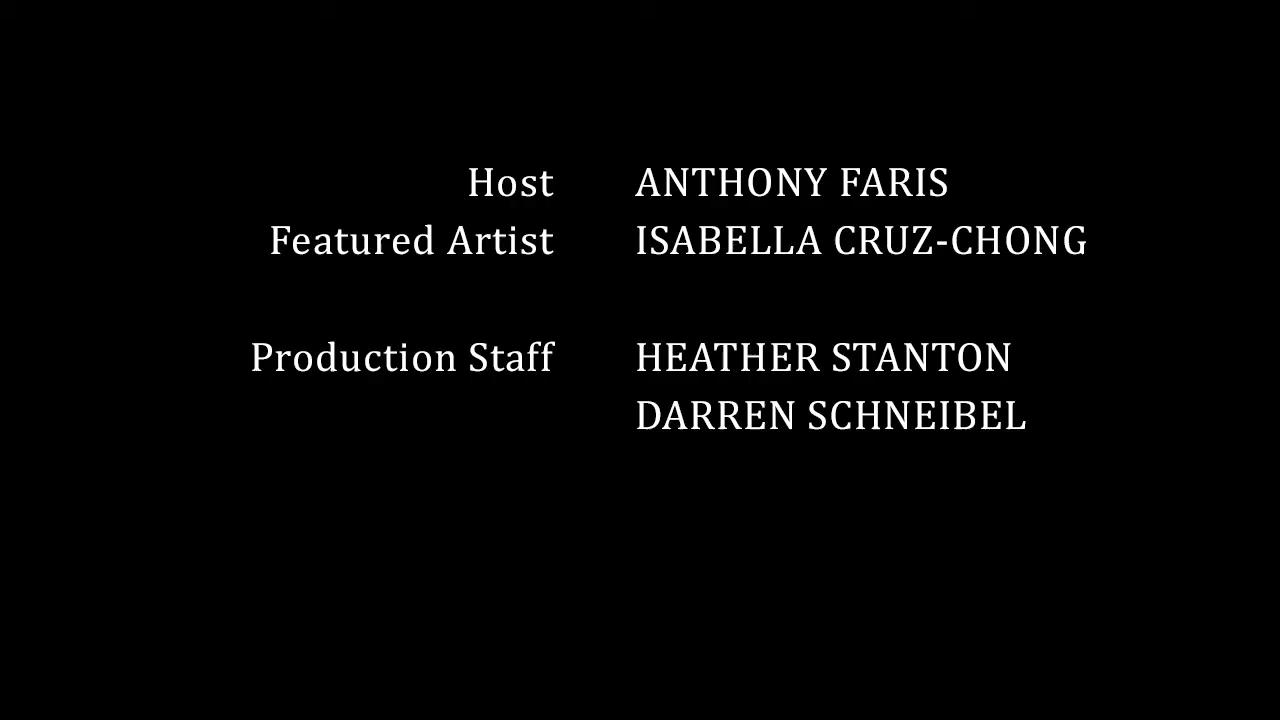 Host ANTHONY FARIS
Featured Artist ISABELLA CRUZ-CHONG
Production Staff HEATHER STANTON
DARREN SCHNEIBEL